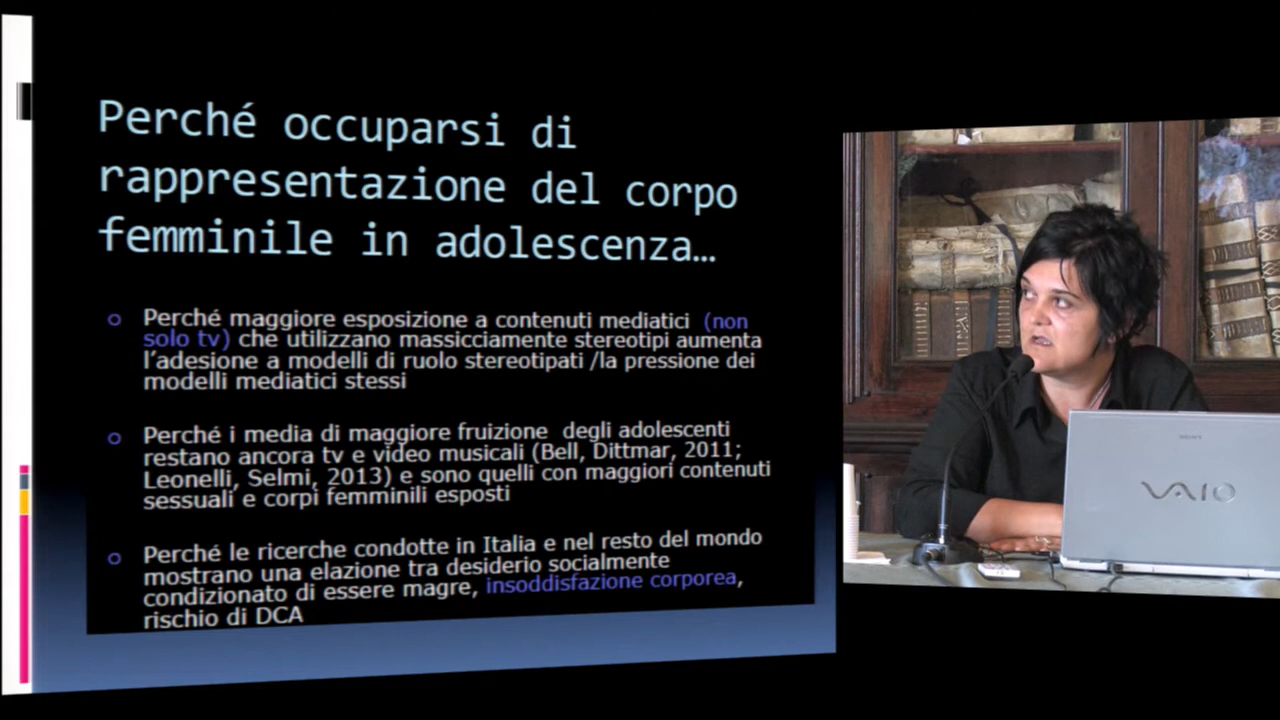 Perché occuparsi di
rappresentazione del corpo
femminile in adolescenza…
Perché maggiore esposizione a contenuti mediatici (non
solo tv) che utilizzano massicciamente stereotipi aumenta
l'adesione a modelli di ruolo stereotipati /la pressione dei
modelli mediatici stessi
Perché i media di maggiore fruizione degli adolescenti
restano ancora tv e video musicali (Bell, Dittmar, 2011;
Leonelli, Selmi, 2013) e sono quelli con maggiori contenuti
sessuali e corpi femminili esposti
Perché le ricerche condotte in Italia e nel resto del mondo
mostrano una elazione tra desiderio socialmente
condizionato di essere magre, insoddisfazione corporea,
rischio di DCA
SONY
VAIO